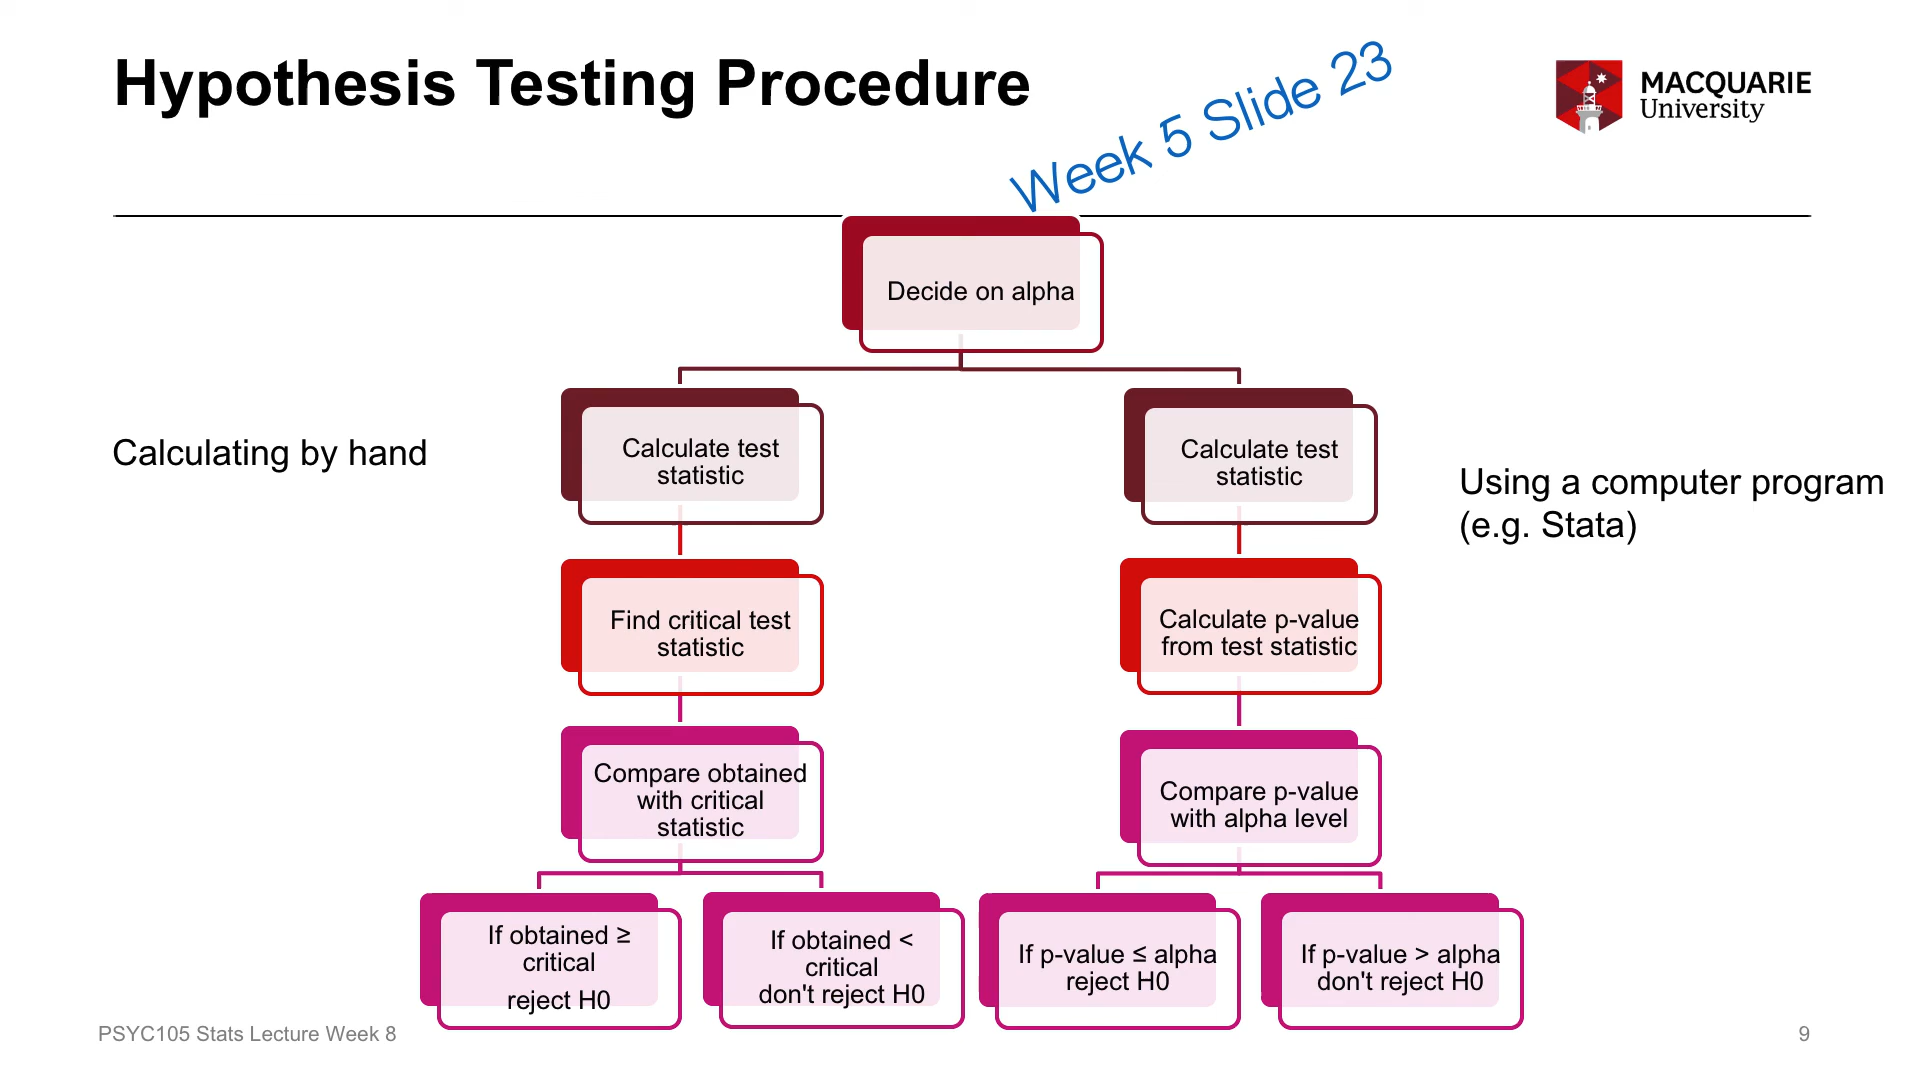 Hypothesis Testing Procedure
Week 5 Slide 23
MACQUARIE
University
Decide on alpha
Calculating by hand
Calculate test
statistic
Find critical test
statistic
Compare obtained
with critical
statistic
If obtained ≥
critical
reject H0
If obtained <
critical
don't reject H0
Calculate test
statistic
Using a computer program
(e.g. Stata)
Calculate p-value
from test statistic
Compare p-value
with alpha level
If p-value ≤ alpha
reject H0
If p-value > alpha
don't reject H0
PSYC105 Stats Lecture Week 8
9